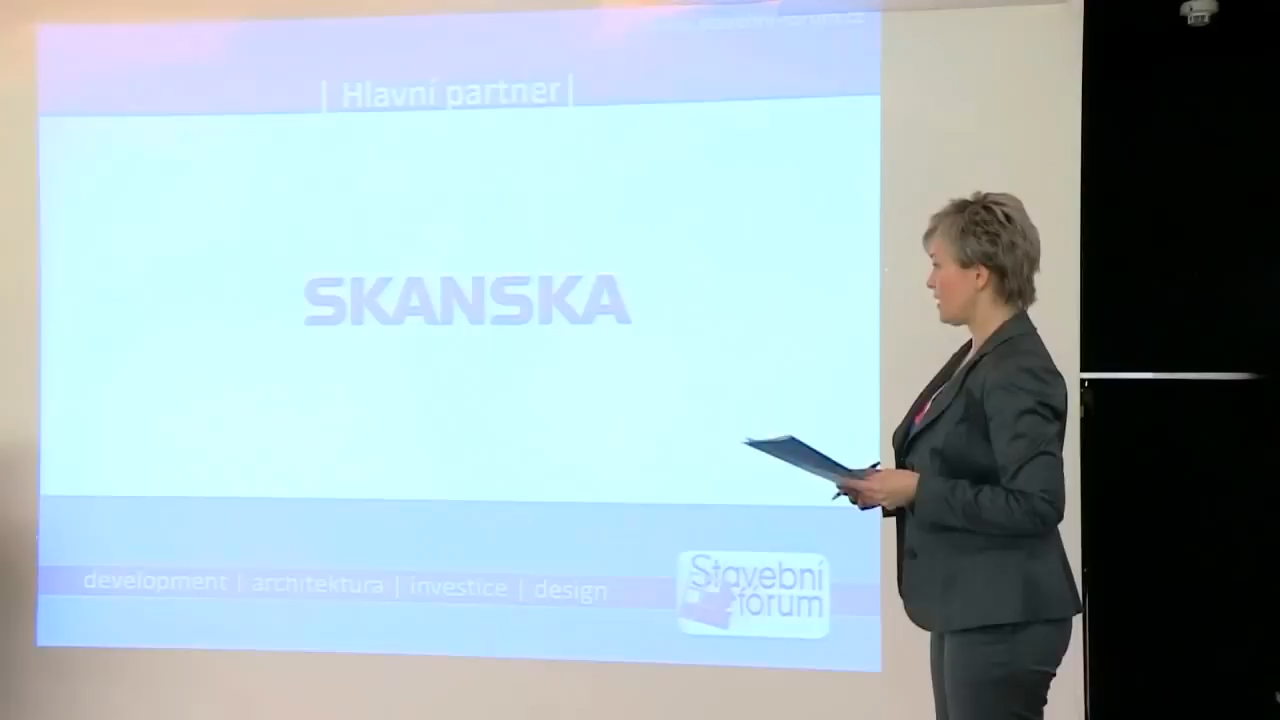 | Hlavní partner |
SKANSKA
development | architektura | investice | design
Stavební
fórum